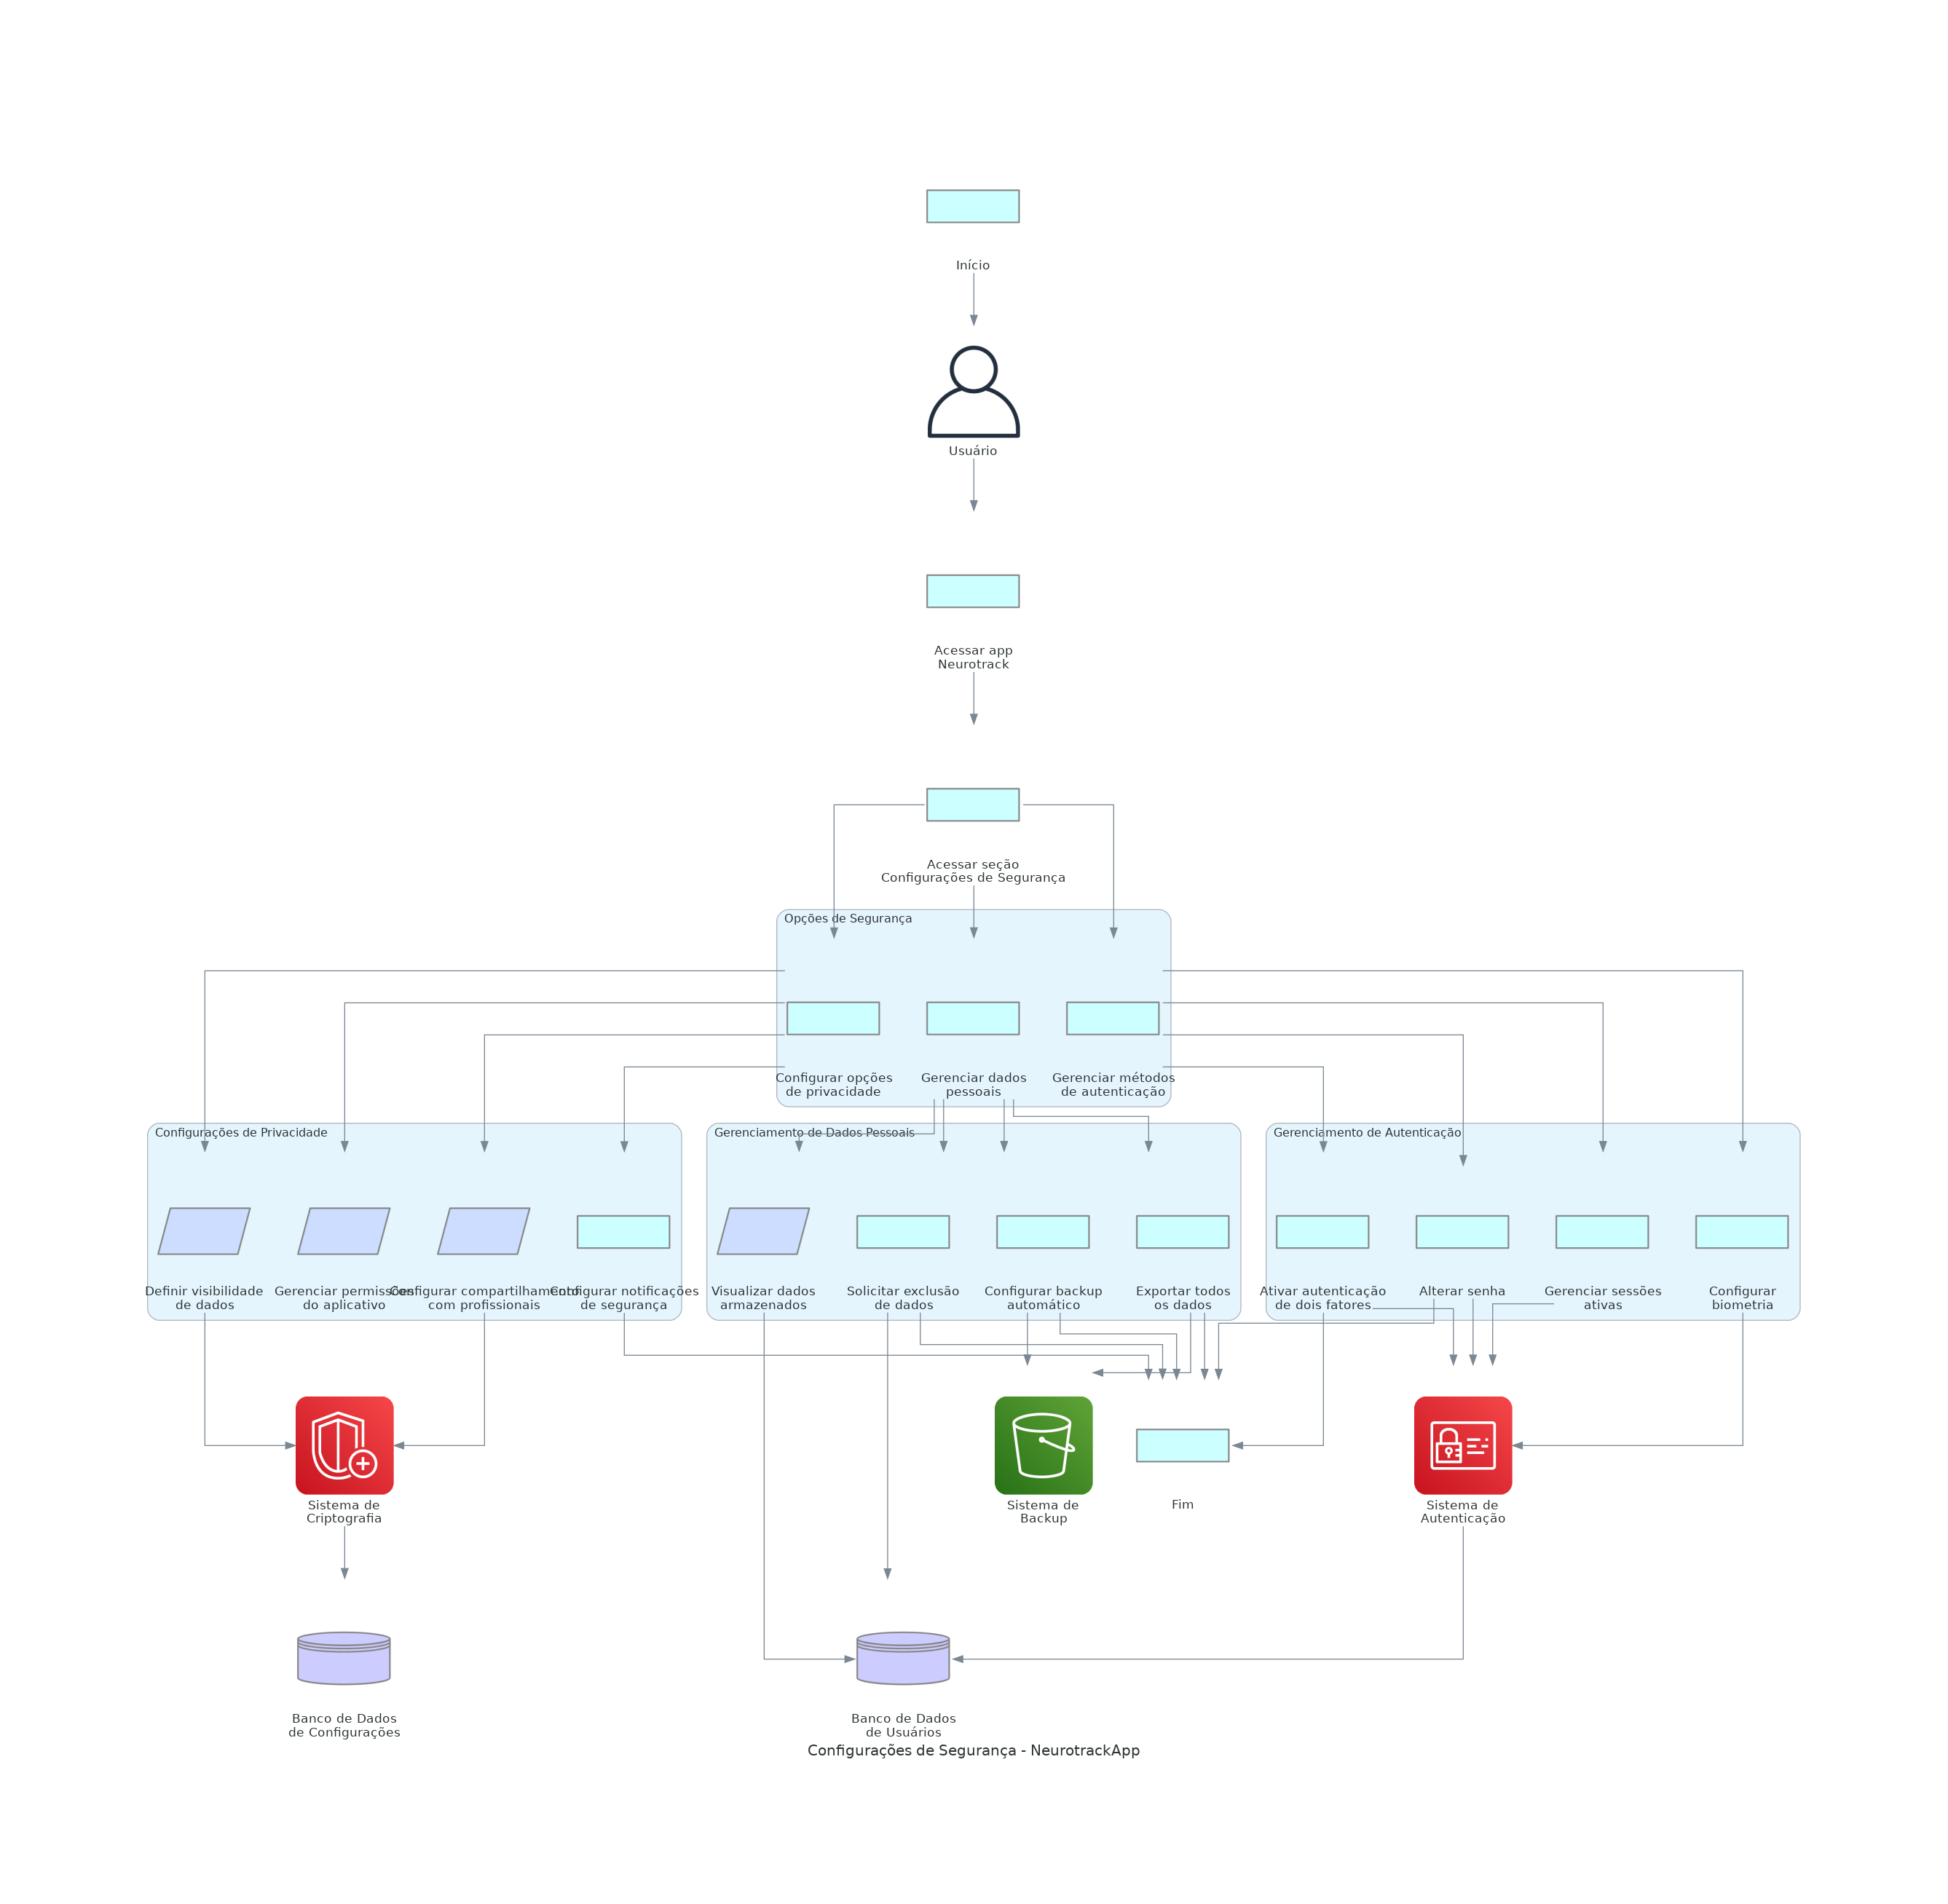 Início
Usuário
Acessar app
Neurotrack
Acessar seção
Configurações de Segurança
Opções de Segurança
Configurar opções
de privacidade
Gerenciar dados
pessoais
Gerenciar métodos
de autenticação
Configurações de Privacidade
Gerenciamento de Dados Pessoais
Gerenciamento de Autenticação
Definir visibilidade
de dados
Gerenciar permissões
do aplicativo
Configurar compartilhamento
com profissionais
Configurar notificações
de segurança
Visualizar dados
armazenados
Solicitar exclusão
de dados
Configurar backup
automático
Exportar todos
os dados
Ativar autenticação
de dois fatores
Alterar senha
Gerenciar sessões
ativas
Configurar
biometria
Sistema de
Criptografia
Sistema de
Backup
Fim
Sistema de
Autenticação
Banco de Dados
de Configurações
Banco de Dados
de Usuários
Configurações de Segurança - NeurotrackApp